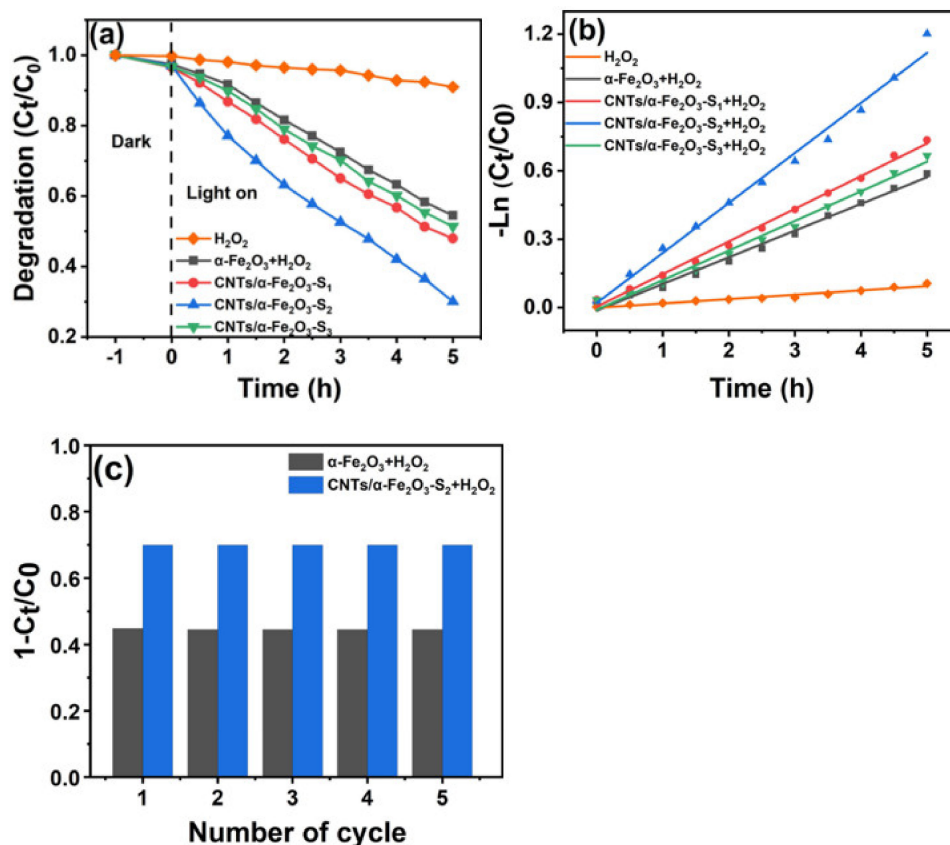 (a)
Degradation (Ct/C₀)
1.0
0.8
0.6
0.4
0.2
Dark
Light on
H₂O₂
α-Fe₂O₃+H₂O₂
CNTs/α-Fe₂O₃-S₁
CNTs/α-Fe₂O₃-S₂
CNTs/α-Fe₂O₃-S₃
-1 0 1 2 3 4 5
Time (h)
(b)
-Ln (Ct/C₀)
1.2
0.9
0.6
0.3
0.0
H₂O₂
α-Fe₂O₃+H₂O₂
CNTs/α-Fe₂O₃-S₁+H₂O₂
CNTs/α-Fe₂O₃-S₂+H₂O₂
CNTs/α-Fe₂O₃-S₃+H₂O₂
0 1 2 3 4 5
Time (h)
(c)
1-Ct/C₀
1.0
0.8
0.6
0.4
0.2
0.0
α-Fe₂O₃+H₂O₂
CNTs/α-Fe₂O₃-S₂+H₂O₂
1 2 3 4 5
Number of cycle